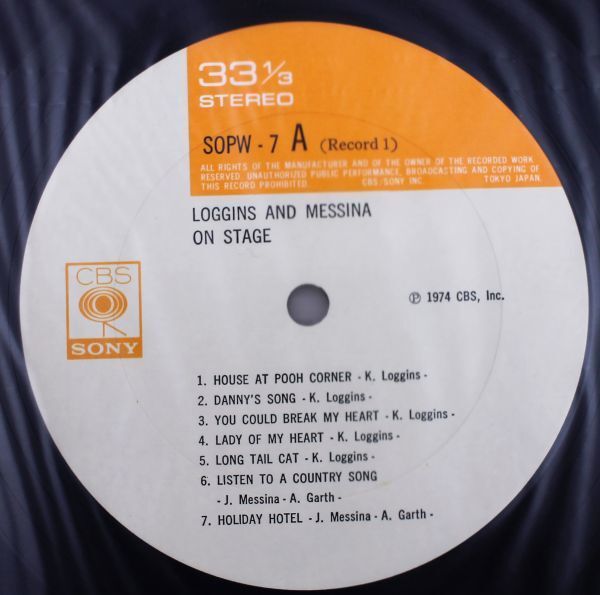 33 1/3
STEREO
SOPW - 7 A (Record 1)
ALL RIGHTS OF THE MANUFACTURER AND OF THE OWNER OF THE RECORDED WORK
RESERVED. UNAUTHORIZED PUBLIC PERFORMANCE, BROADCASTING AND COPYING OF
THIS RECORD PROHIBITED. CBS/SONY INC. TOKYO JAPAN.
LOGGINS AND MESSINA
ON STAGE
CBS
SONY
℗ 1974 CBS, Inc.
1. HOUSE AT POOH CORNER - K. Loggins -
2. DANNY'S SONG - K. Loggins -
3. YOU COULD BREAK MY HEART - K. Loggins -
4. LADY OF MY HEART - K. Loggins -
5. LONG TAIL CAT - K. Loggins -
6. LISTEN TO A COUNTRY SONG
- J. Messina - A. Garth -
7. HOLIDAY HOTEL - J. Messina - A. Garth -